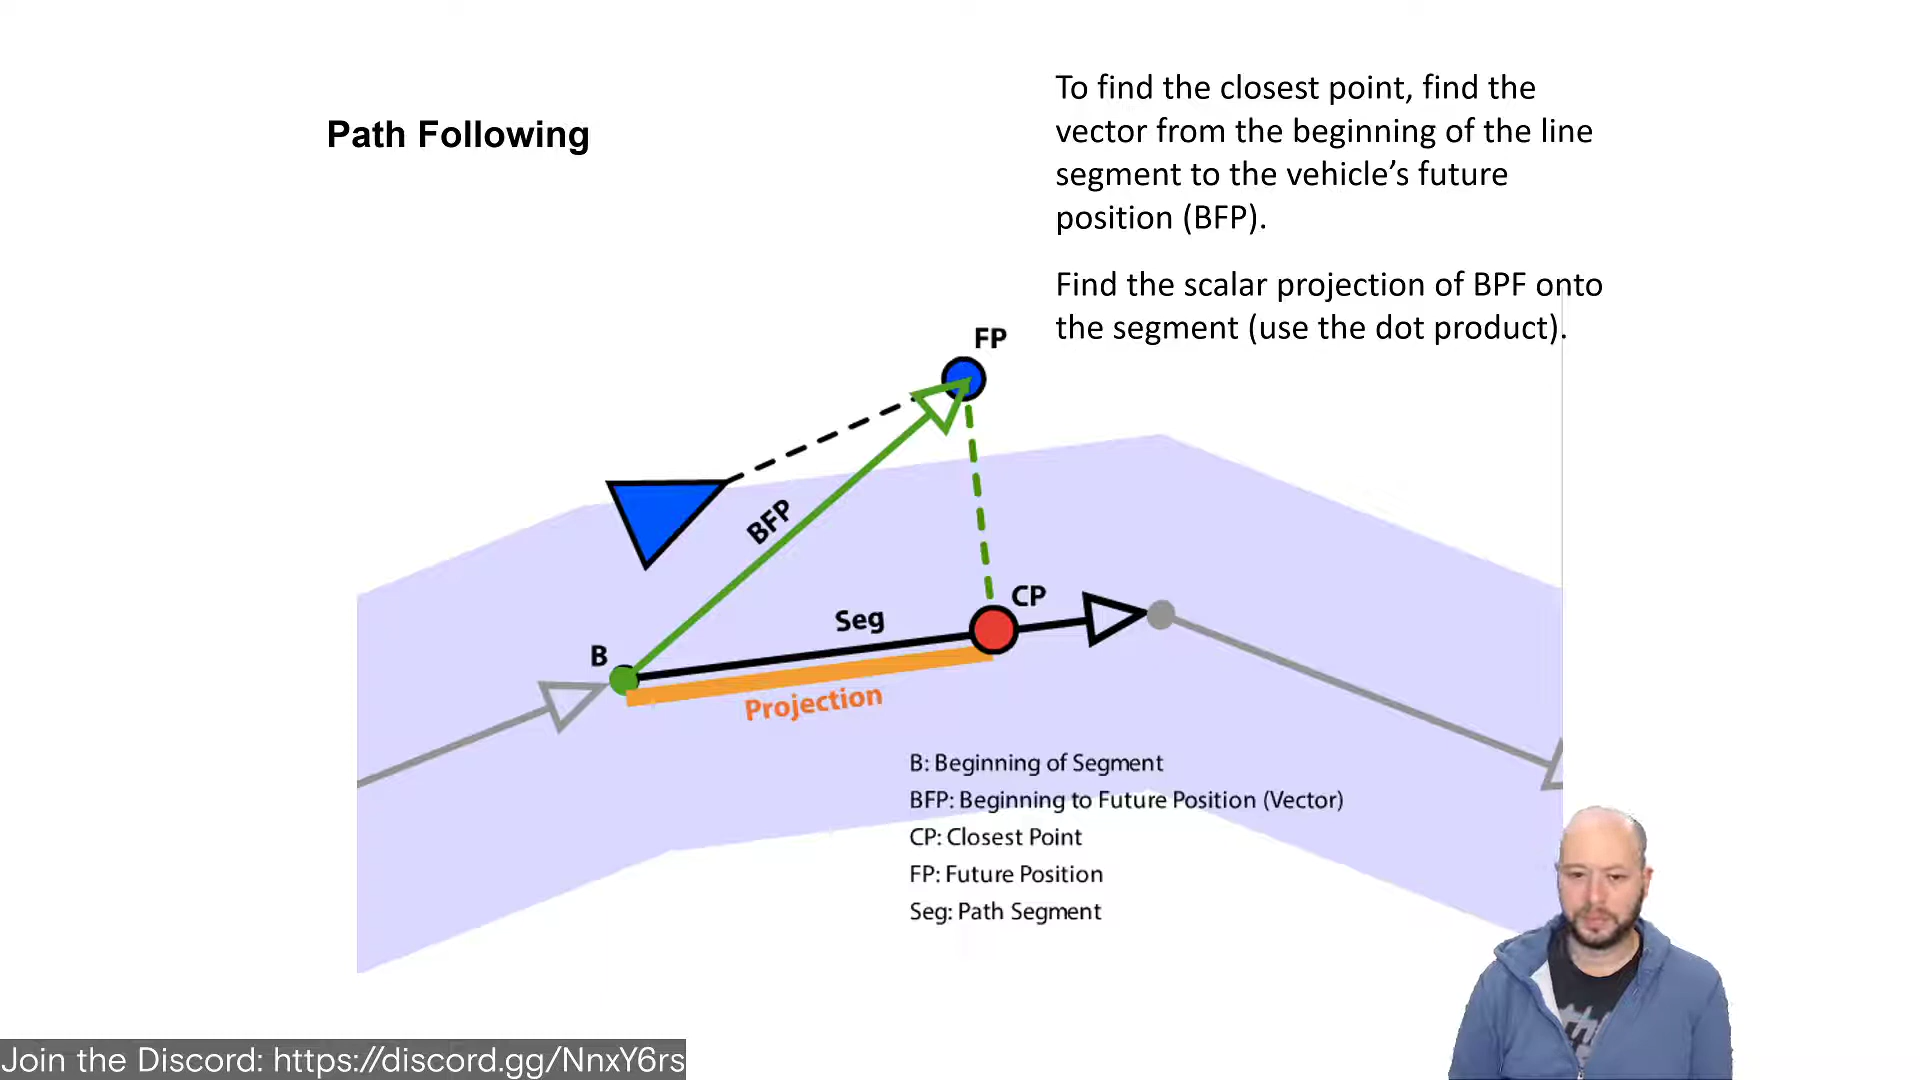 Path Following
To find the closest point, find the
vector from the beginning of the line
segment to the vehicle’s future
position (BFP).
Find the scalar projection of BPF onto
the segment (use the dot product).
FP
BFP
CP
Seg
B
Projection
B: Beginning of Segment
BFP: Beginning to Future Position (Vector)
CP: Closest Point
FP: Future Position
Seg: Path Segment
Join the Discord: https://discord.gg/NnxY6rs